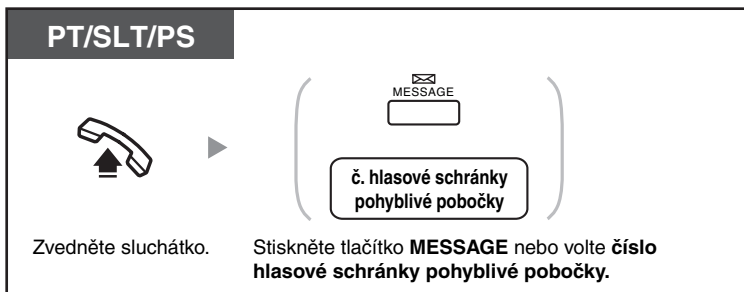 PT/SLT/PS
MESSAGE
č. hlasové schránky
pohyblivé pobočky
Zvedněte sluchátko.
Stiskněte tlačítko MESSAGE nebo volte číslo
hlasové schránky pohyblivé pobočky.